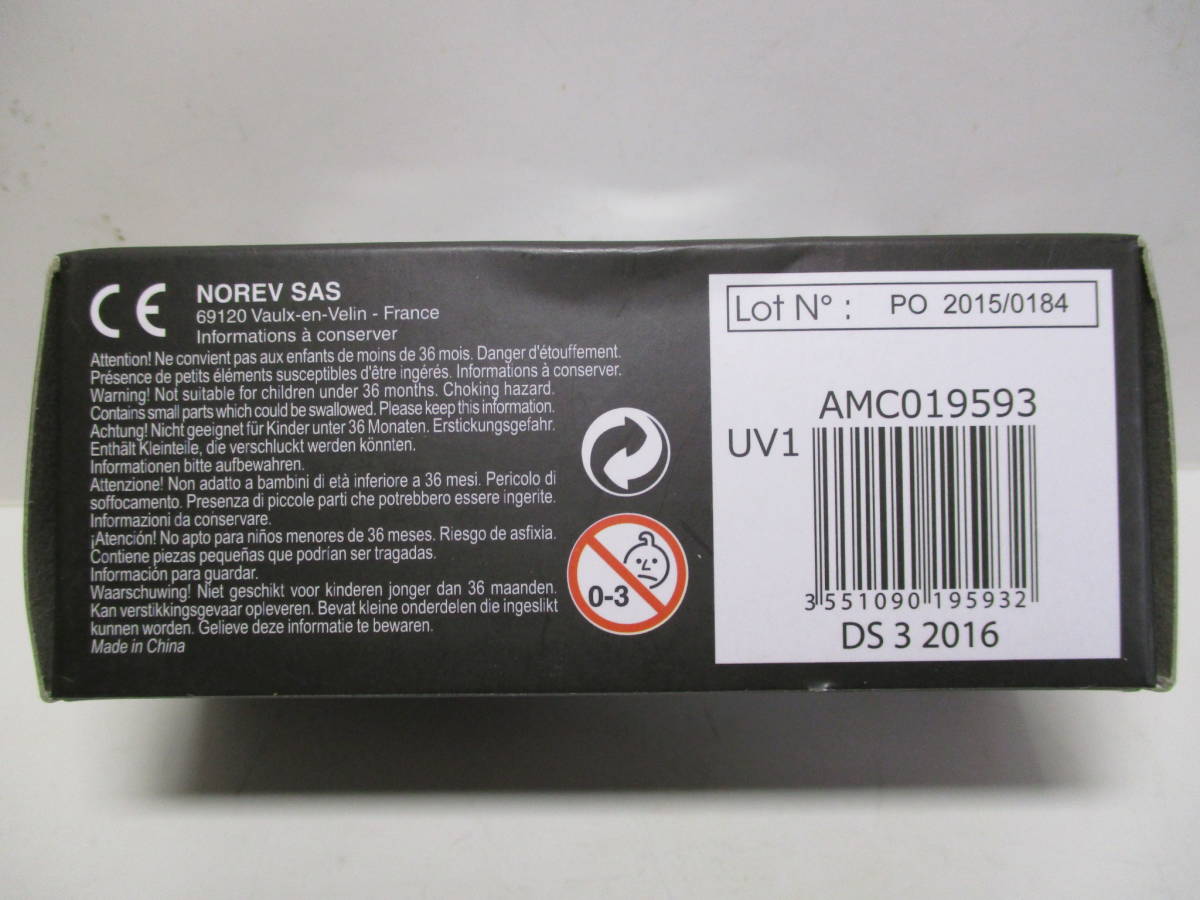 CE
NOREV SAS
69120 Vaulx-en-Velin - France
Informations à conserver
Attention! Ne convient pas aux enfants de moins de 36 mois. Danger d'étouffement.
Présence de petits éléments susceptibles d'être ingérés. Informations à conserver.
Warning! Not suitable for children under 36 months. Choking hazard.
Contains small parts which could be swallowed. Please keep this information.
Achtung! Nicht geeignet für Kinder unter 36 Monaten. Erstickungsgefahr.
Enthält Kleinteile, die verschluckt werden könnten.
Informationen bitte aufbewahren.
Attenzione! Non adatto a bambini di età inferiore a 36 mesi. Pericolo di
soffocamento. Presenza di piccole parti che potrebbero essere ingerite.
Informazioni da conservare.
¡Atención! No apto para niños menores de 36 meses. Riesgo de asfixia.
Contiene piezas pequeñas que podrían ser tragadas.
Información para guardar.
Waarschuwing! Niet geschikt voor kinderen jonger dan 36 maanden.
Kan verstikkingsgevaar opleveren. Bevat kleine onderdelen die ingeslikt
kunnen worden. Gelieve deze informatie te bewaren.
Made in China
0-3
Lot N° : PO 2015/0184
AMC019593
UV1
3 551090 195932
DS 3 2016